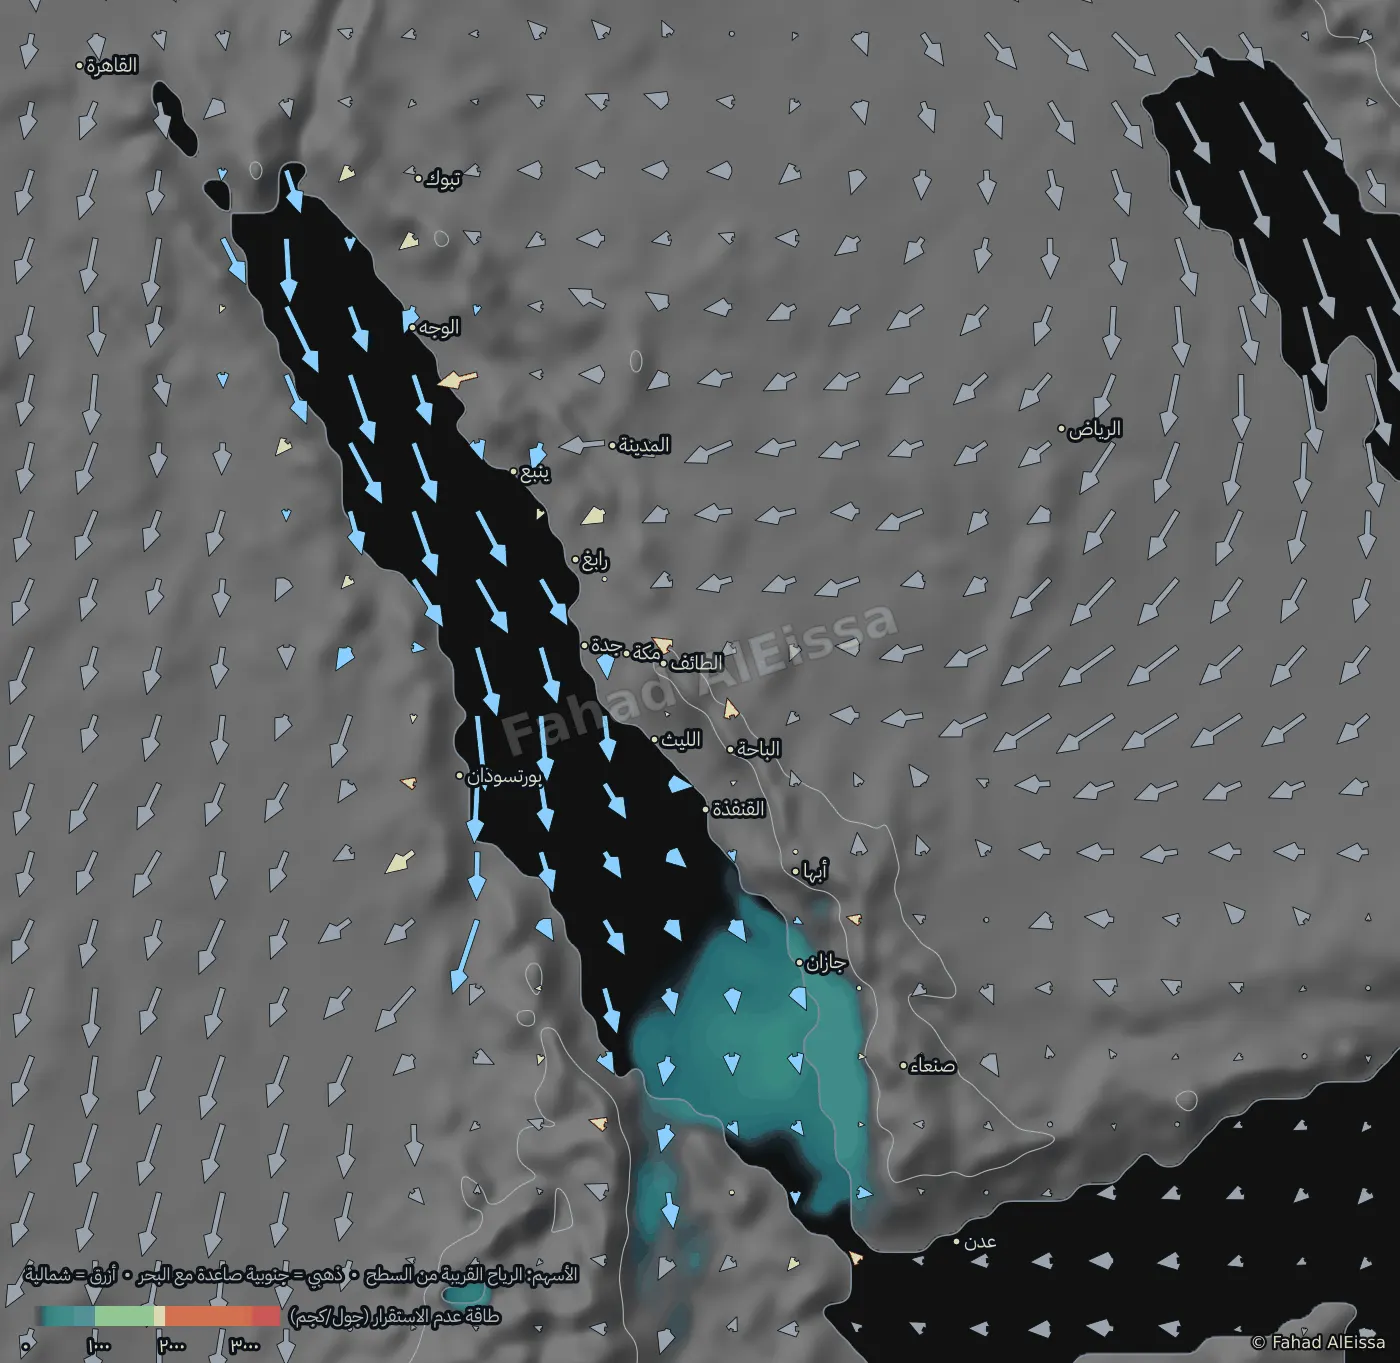 القاهرة
تبوك
الوجه
الرياض
المدينة
ينبع
رابغ
جدة
مكة
الطائف
Fahad AlEissa
الليث
الباحة
بورتسودان
القنفذة
أبها
جازان
صنعاء
عدن
الأسهم: الرياح القريبة من السطح • ذهبي = جنوبية صاعدة مع البحر • أزرق = شمالية
طاقة عدم الاستقرار (جول/كجم)
٠ ١٠٠٠ ٢٠٠٠ ٣٠٠٠
© Fahad AlEissa